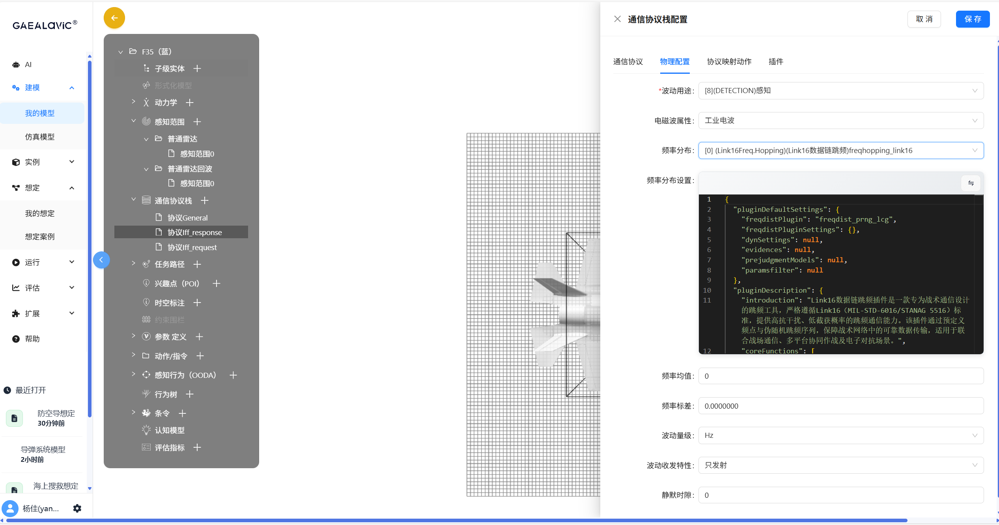 GAEALaViC®
AI
建模
我的模型
仿真模型
实例
想定
我的想定
想定案例
运行
评估
扩展
帮助
最近打开
防空导想定
30分钟前
导弹系统模型
2小时前
海上搜救想定
杨佳(yan...
F35（蓝）
子级实体
形式化模型
动力学
感知范围
普通雷达
感知范围0
普通雷达回波
感知范围0
通信协议栈
协议General
协议Iff_response
协议Iff_request
任务路径
兴趣点（POI）
时空标注
约束围栏
参数 定义
动作/指令
感知行为（OODA）
行为树
条令
认知模型
评估指标
通信协议栈配置
取 消
保 存
通信协议
物理配置
协议映射动作
插件
*波动用途:
[8](DETECTION)感知
电磁波属性:
工业电波
频率分布:
[0] (Link16Freq.Hopping)(Link16数据链跳频)freqhopping_link16
频率分布设置:
1 {
2 "pluginDefaultSettings": {
3 "freqdistPlugin": "freqdist_prng_lcg",
4 "freqdistPluginSettings": {},
5 "dynSettings": null,
6 "evidences": null,
7 "prejudgmentModels": null,
8 "paramsfilter": null
9 },
10 "pluginDescription": {
11 "introduction": "Link16数据链跳频插件是一款专为战术通信设计
的跳频工具，严格遵循Link16（MIL-STD-6016/STANAG 5516）标
准，提供高抗干扰、低截获概率的跳频通信能力。该插件通过预定义
频点与伪随机跳频序列，保障战术网络中的可靠数据传输，适用于联
合战场通信、多平台协同作战及电子对抗场景。",
12 "coreFunctions": [
频率均值:
0
频率标差:
0.0000000
波动量级:
Hz
波动收发特性:
只发射
静默时隙:
0